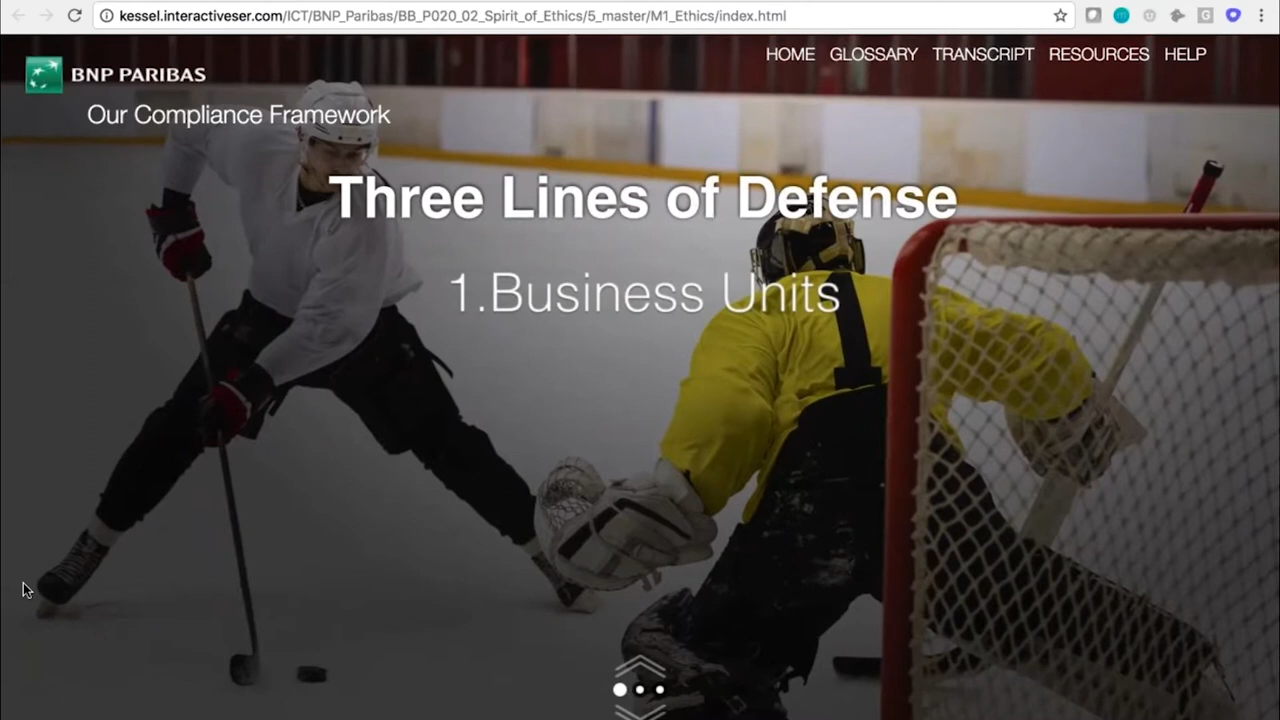 kessel.interactiveser.com/ICT/BNP_Paribas/BB_P020_02_Spirit_of_Ethics/5_master/M1_Ethics/index.html
HOME GLOSSARY TRANSCRIPT RESOURCES HELP
BNP PARIBAS
Our Compliance Framework
Three Lines of Defense
1.Business Units